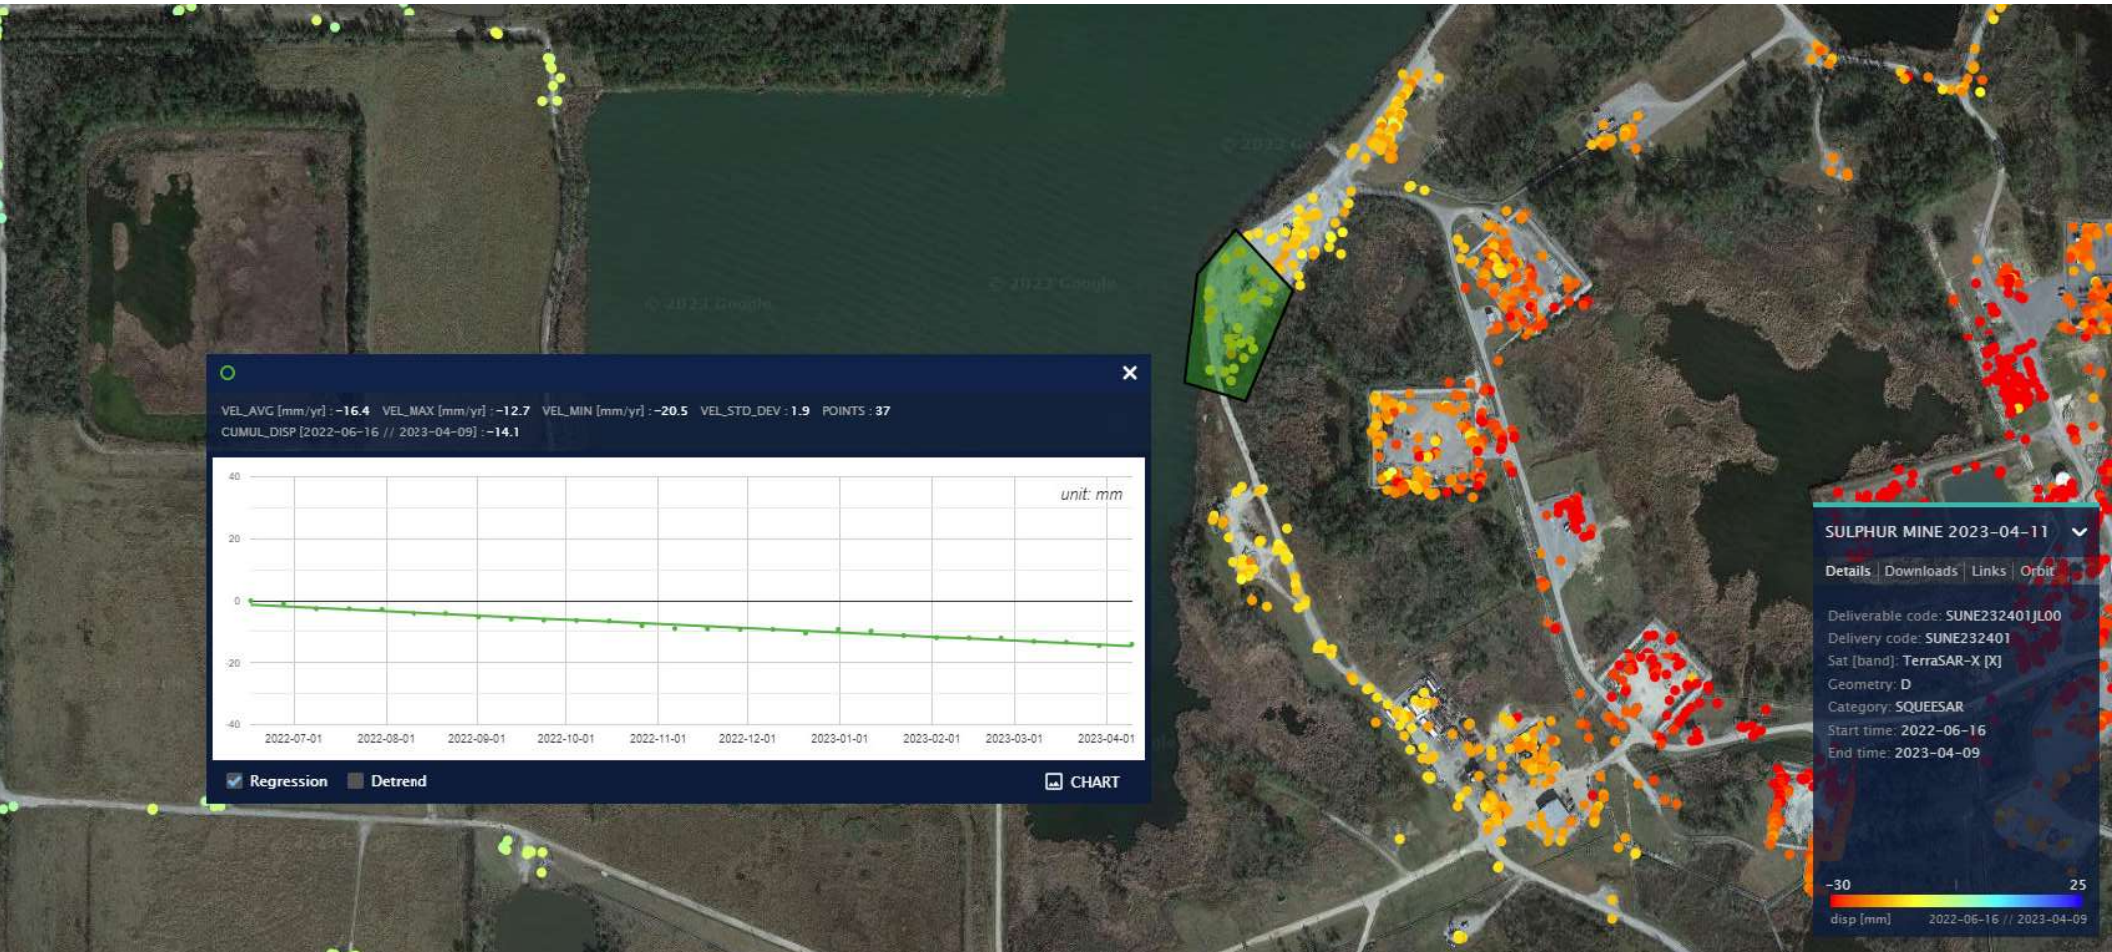 © 2023 Google
© 2023 Google
VEL_AVG [mm/yr] : -16.4 VEL_MAX [mm/yr] : -12.7 VEL_MIN [mm/yr] : -20.5 VEL_STD_DEV : 1.9 POINTS : 37
CUMUL_DISP [2022-06-16 // 2023-04-09] : -14.1
unit: mm
40
20
0
-20
-40
2022-07-01 2022-08-01 2022-09-01 2022-10-01 2022-11-01 2022-12-01 2023-01-01 2023-02-01 2023-03-01 2023-04-01
Regression Detrend CHART
SULPHUR MINE 2023-04-11
Details | Downloads | Links | Orbit
Deliverable code: SUNE232401JL00
Delivery code: SUNE232401
Sat [band]: TerraSAR-X [X]
Geometry: D
Category: SQUEESAR
Start time: 2022-06-16
End time: 2023-04-09
-30 25
disp [mm] 2022-06-16 // 2023-04-09